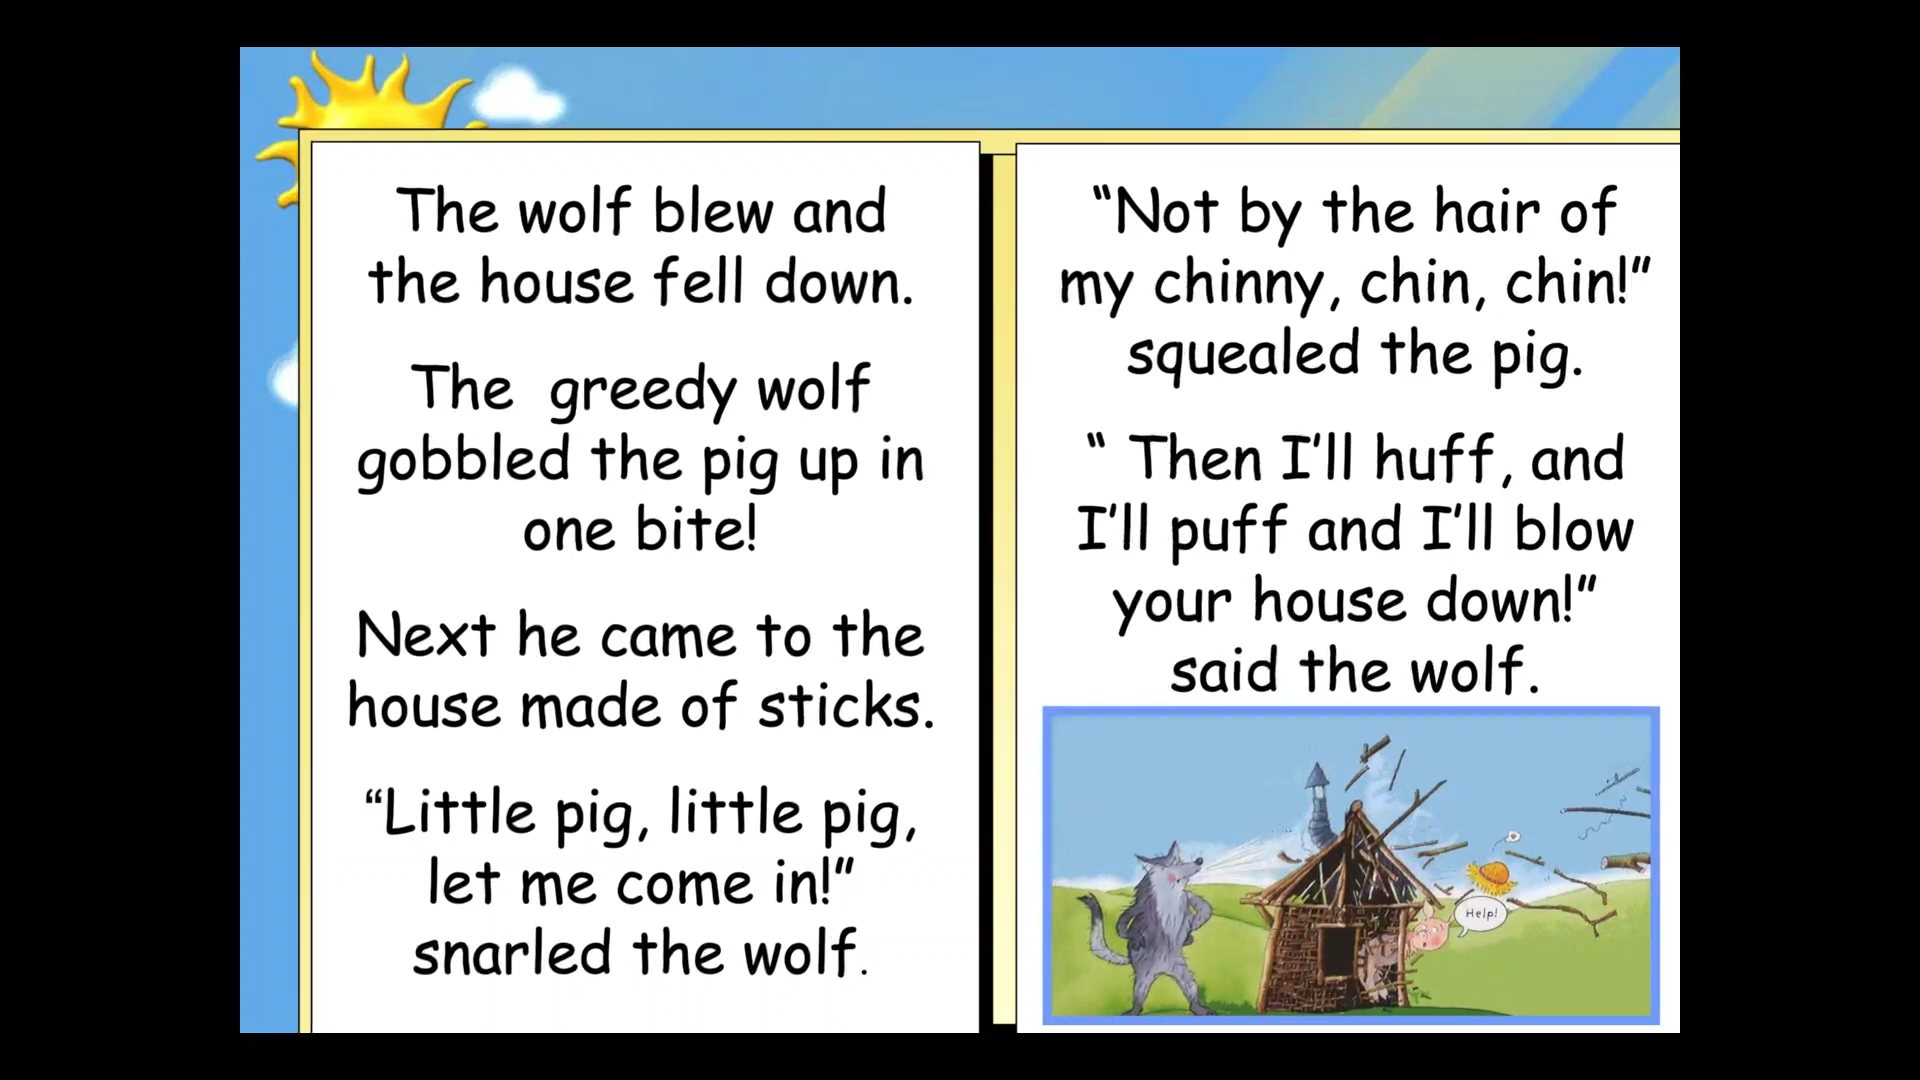 The wolf blew and
the house fell down.
The  greedy wolf
gobbled the pig up in
one bite!
Next he came to the
house made of sticks.
“Little pig, little pig,
let me come in!”
snarled the wolf.
“Not by the hair of
my chinny, chin, chin!”
squealed the pig.
“ Then I’ll huff, and
I’ll puff and I’ll blow
your house down!”
said the wolf.
Help!